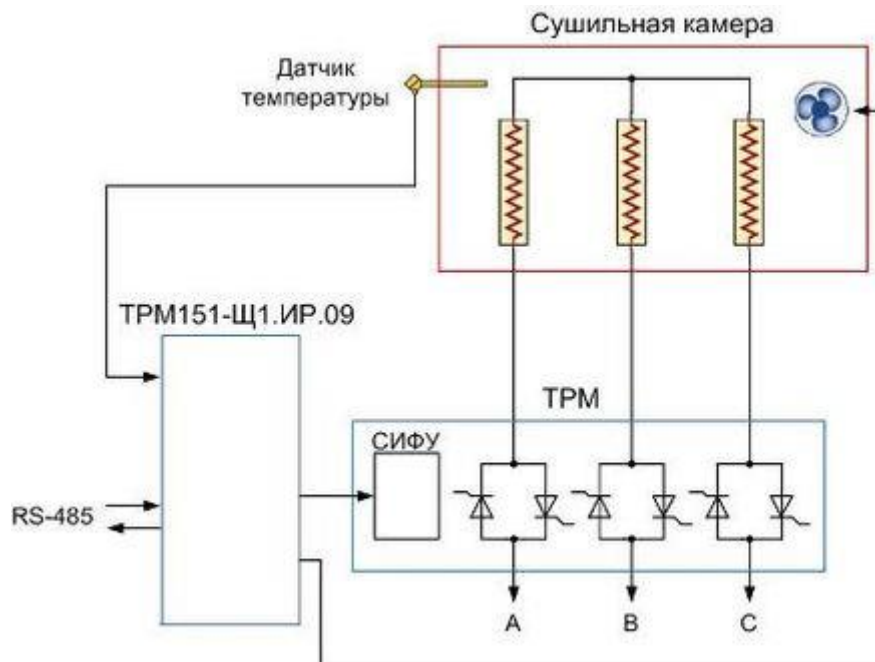 Сушильная камера
Датчик
температуры
ТРМ151-Щ1.ИР.09
ТРМ
СИФУ
RS-485
А
В
С